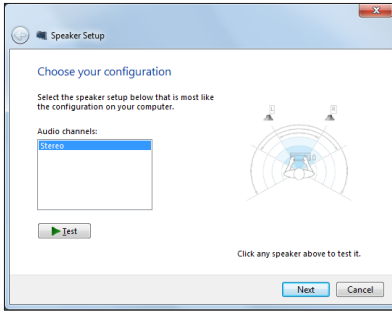 Speaker Setup
Choose your configuration
Select the speaker setup below that is most like
the configuration on your computer.
Audio channels:
Stereo
L
R
Test
Click any speaker above to test it.
Next
Cancel